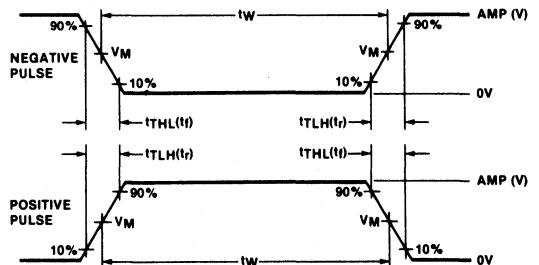 tW
AMP (V)
90%
90%
NEGATIVE
PULSE
VM
VM
10%
10%
0V
tTHL(tf)
tTLH(tr)
tTLH(tr)
tTHL(tf)
AMP (V)
POSITIVE
PULSE
90%
90%
VM
VM
10%
10%
tW
0V